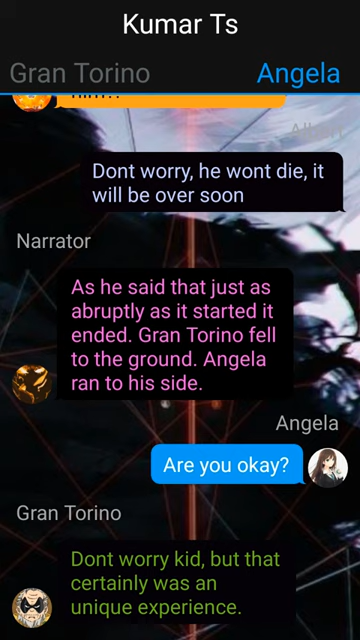 Kumar Ts
Gran Torino
Angela
Dont worry, he wont die, it
will be over soon
Narrator
As he said that just as
abruptly as it started it
ended. Gran Torino fell
to the ground. Angela
ran to his side.
Angela
Are you okay?
Gran Torino
Dont worry kid, but that
certainly was an
unique experience.